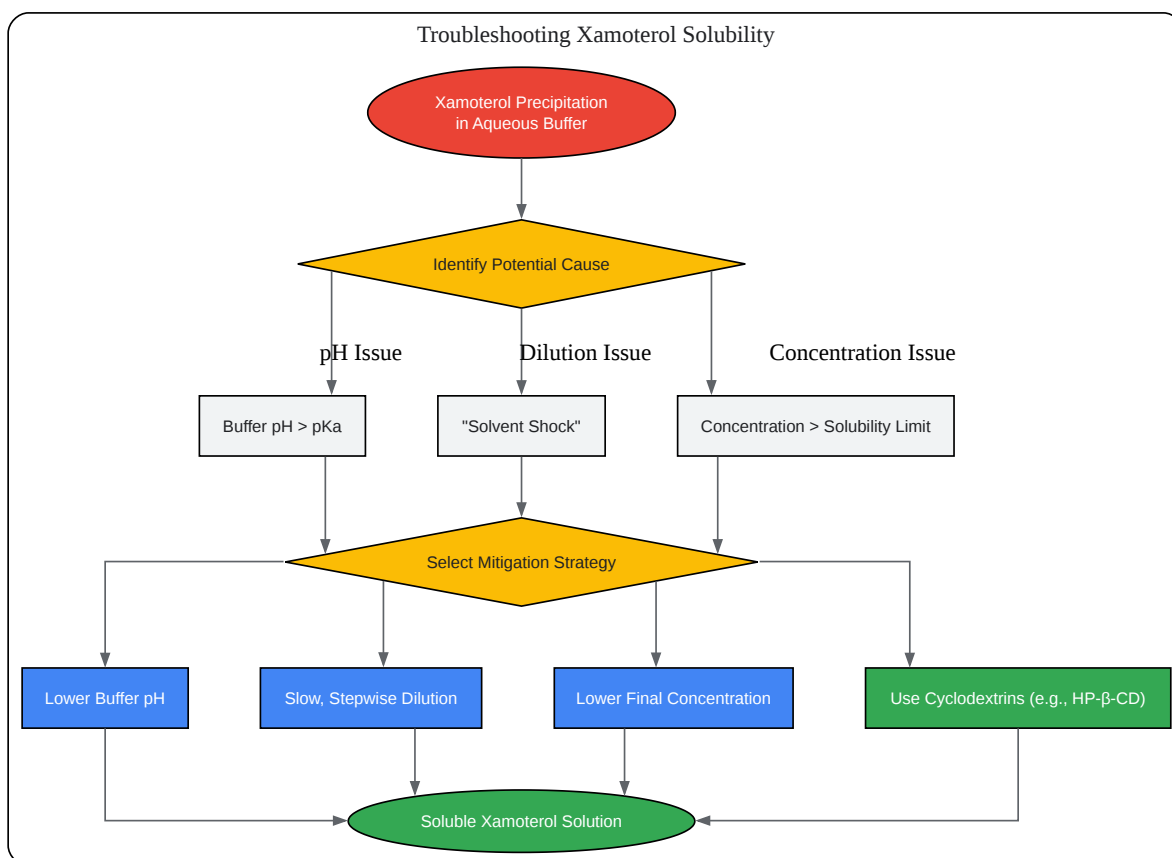 Troubleshooting Xamoterol Solubility
Xamoterol Precipitation
in Aqueous Buffer
Identify Potential Cause
pH Issue
Dilution Issue
Concentration Issue
Buffer pH > pKa
"Solvent Shock"
Concentration > Solubility Limit
Select Mitigation Strategy
Lower Buffer pH
Slow, Stepwise Dilution
Lower Final Concentration
Use Cyclodextrins (e.g., HP-β-CD)
Soluble Xamoterol Solution